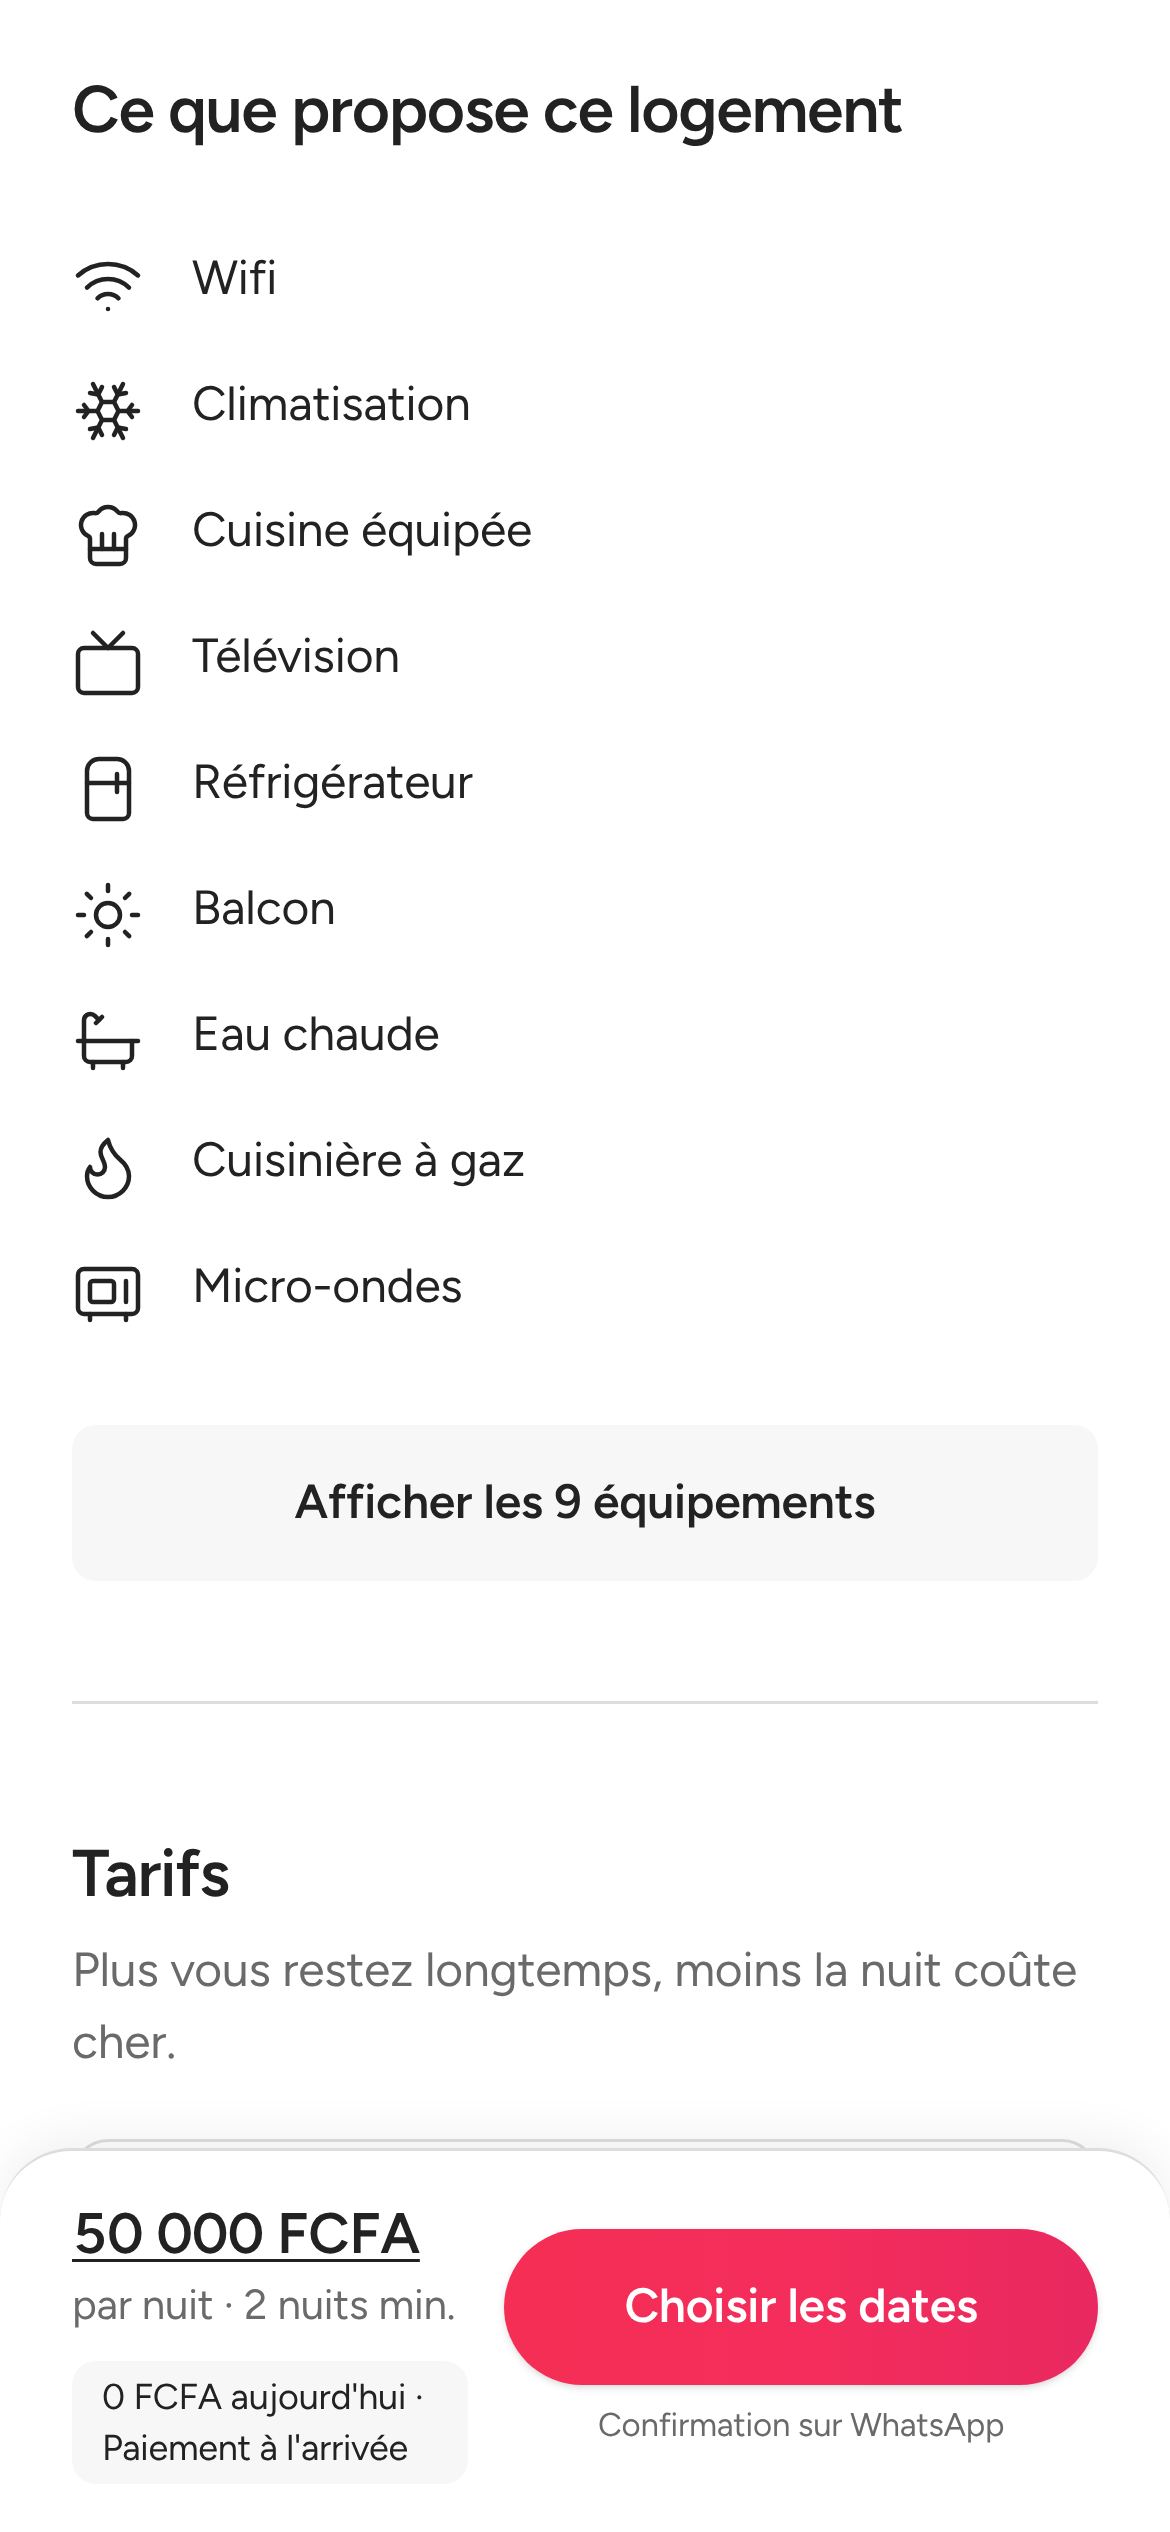 Ce que propose ce logement
Wifi
Climatisation
Cuisine équipée
Télévision
Réfrigérateur
Balcon
Eau chaude
Cuisinière à gaz
Micro-ondes
Afficher les 9 équipements
Tarifs
Plus vous restez longtemps, moins la nuit coûte
cher.
50 000 FCFA
par nuit · 2 nuits min.
0 FCFA aujourd'hui ·
Paiement à l'arrivée
Choisir les dates
Confirmation sur WhatsApp